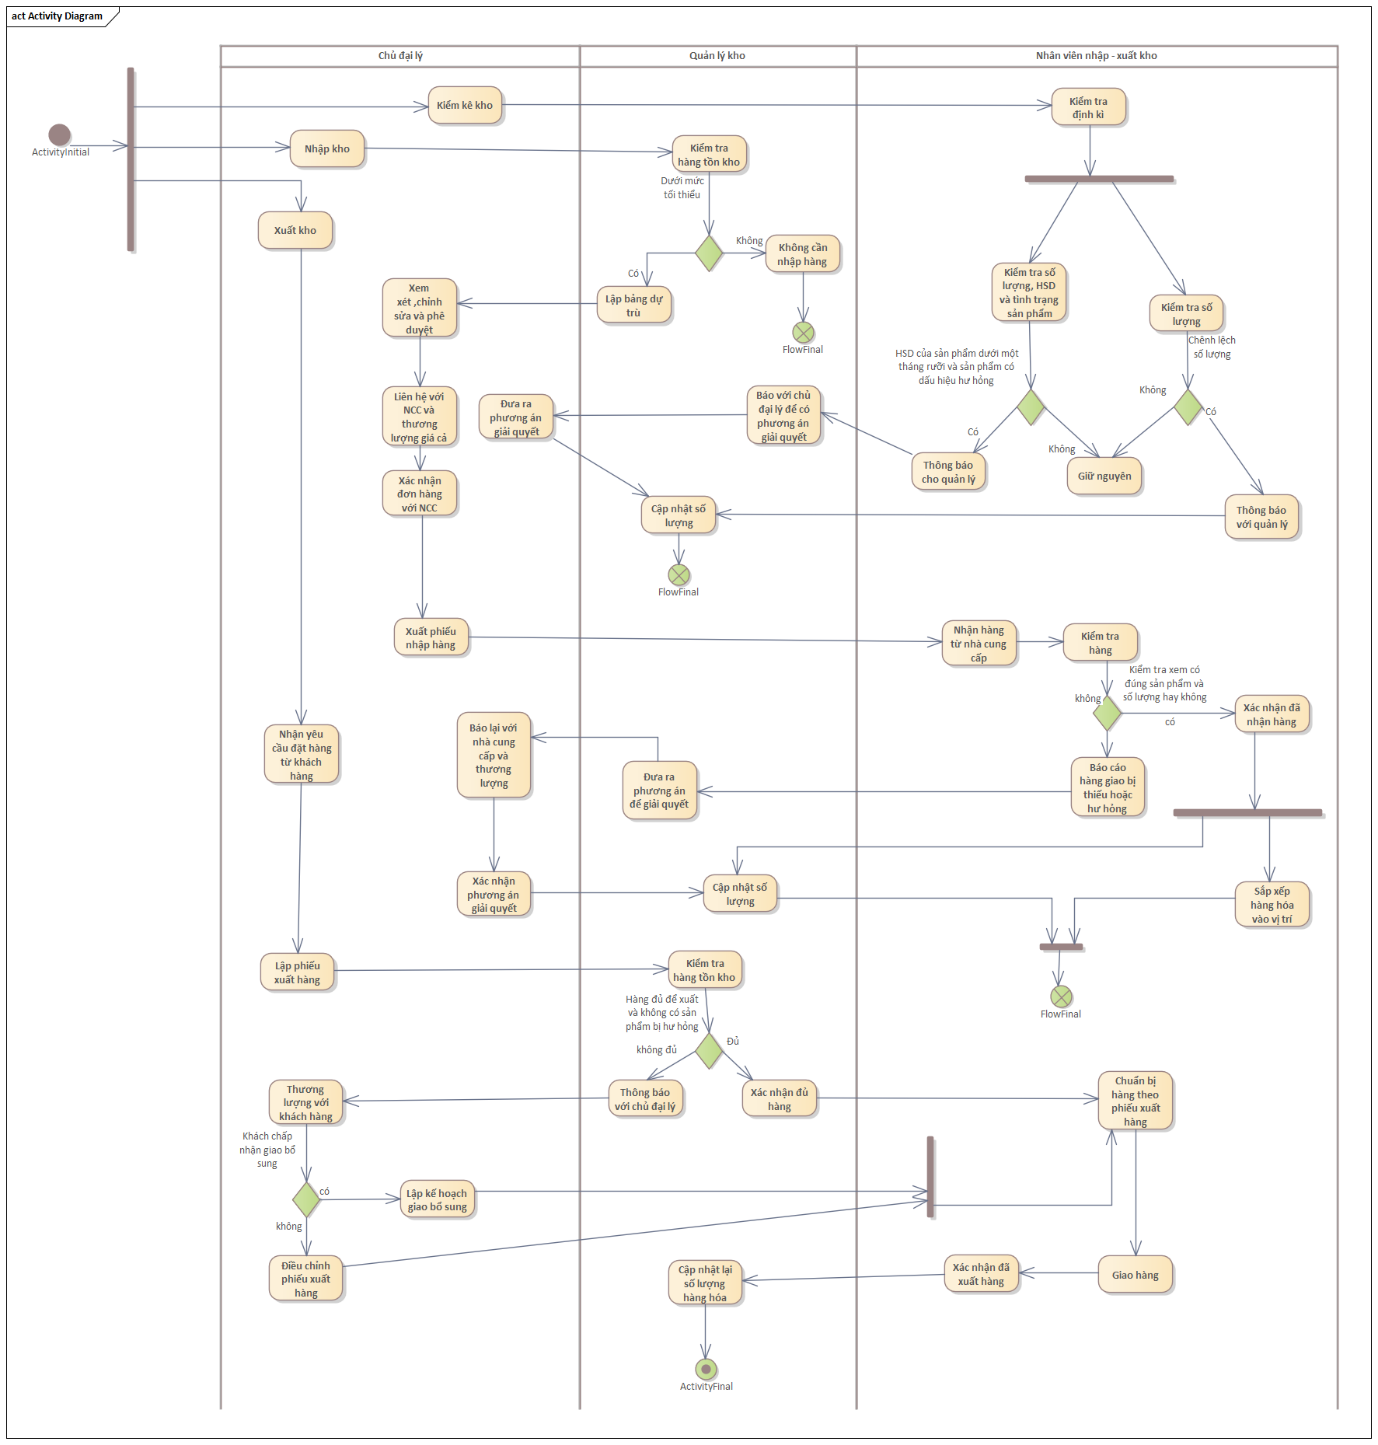 act Activity Diagram
Chủ đại lý
Quản lý kho
Nhân viên nhập - xuất kho
ActivityInitial
Kiểm kê kho
Kiểm tra
định kì
Nhập kho
Kiểm tra
hàng tồn kho
Dưới mức
tối thiểu
Xuất kho
Không
Không cần
nhập hàng
Có
Lập bảng dự
trù
FlowFinal
Xem
xét ,chỉnh
sửa và phê
duyệt
Kiểm tra số
lượng, HSD
và tình trạng
sản phẩm
Kiểm tra số
lượng
Chênh lệch
số lượng
HSD của sản phẩm dưới một
tháng rưỡi và sản phẩm có
dấu hiệu hư hỏng
Liên hệ với
NCC và
thương
lượng giá cả
Đưa ra
phương án
giải quyết
Báo với chủ
đại lý để có
phương án
giải quyết
Không
Có
Có
Không
Thông báo
cho quản lý
Giữ nguyên
Xác nhận
đơn hàng
với NCC
Cập nhật số
lượng
Thông báo
với quản lý
FlowFinal
Xuất phiếu
nhập hàng
Nhận hàng
từ nhà cung
cấp
Kiểm tra
hàng
Kiểm tra xem có
đúng sản phẩm và
số lượng hay không
không
có
Xác nhận đã
nhận hàng
Nhận yêu
cầu đặt hàng
từ khách
hàng
Báo lại với
nhà cung
cấp và
thương
lượng
Đưa ra
phương án
để giải quyết
Báo cáo
hàng giao bị
thiếu hoặc
hư hỏng
Xác nhận
phương án
giải quyết
Cập nhật số
lượng
Sắp xếp
hàng hóa
vào vị trí
Lập phiếu
xuất hàng
Kiểm tra
hàng tồn kho
Hàng đủ để xuất
và không có sản
phẩm bị hư hỏng
FlowFinal
không đủ
Đủ
Thương
lượng với
khách hàng
Thông báo
với chủ đại lý
Xác nhận đủ
hàng
Chuẩn bị
hàng theo
phiếu xuất
hàng
Khách chấp
nhận giao bổ
sung
có
Lập kế hoạch
giao bổ sung
không
Điều chỉnh
phiếu xuất
hàng
Cập nhật lại
số lượng
hàng hóa
Xác nhận đã
xuất hàng
Giao hàng
ActivityFinal